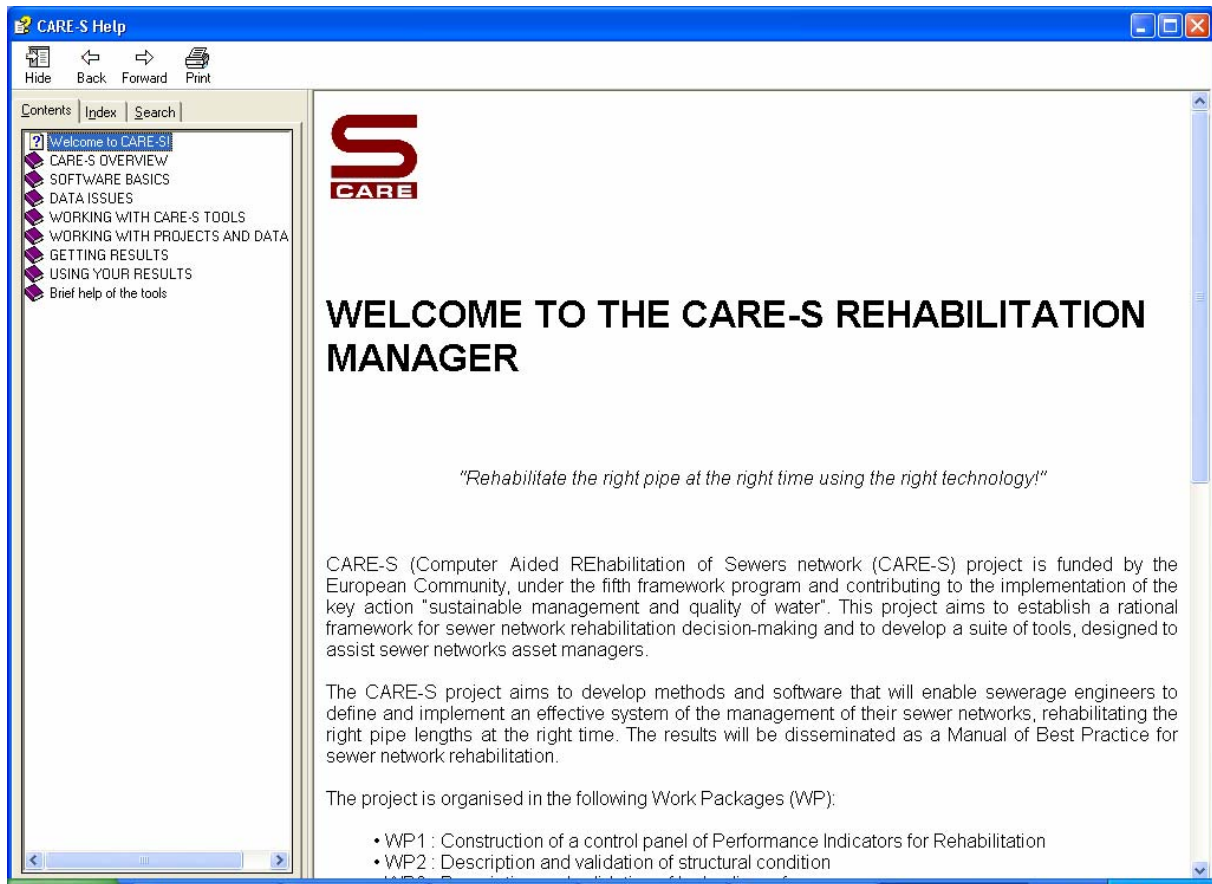 CARE-S Help
Hide Back Forward Print
Contents Index Search
Welcome to CARE-S!
CARE-S OVERVIEW
SOFTWARE BASICS
DATA ISSUES
WORKING WITH CARE-S TOOLS
WORKING WITH PROJECTS AND DATA
GETTING RESULTS
USING YOUR RESULTS
Brief help of the tools
S
CARE
WELCOME TO THE CARE-S REHABILITATION
MANAGER
"Rehabilitate the right pipe at the right time using the right technology!"
CARE-S (Computer Aided REhabilitation of Sewers network (CARE-S) project is funded by the
European Community, under the fifth framework program and contributing to the implementation of the
key action "sustainable management and quality of water". This project aims to establish a rational
framework for sewer network rehabilitation decision-making and to develop a suite of tools, designed to
assist sewer networks asset managers.
The CARE-S project aims to develop methods and software that will enable sewerage engineers to
define and implement an effective system of the management of their sewer networks, rehabilitating the
right pipe lengths at the right time. The results will be disseminated as a Manual of Best Practice for
sewer network rehabilitation.
The project is organised in the following Work Packages (WP):
• WP1 : Construction of a control panel of Performance Indicators for Rehabilitation
• WP2 : Description and validation of structural condition